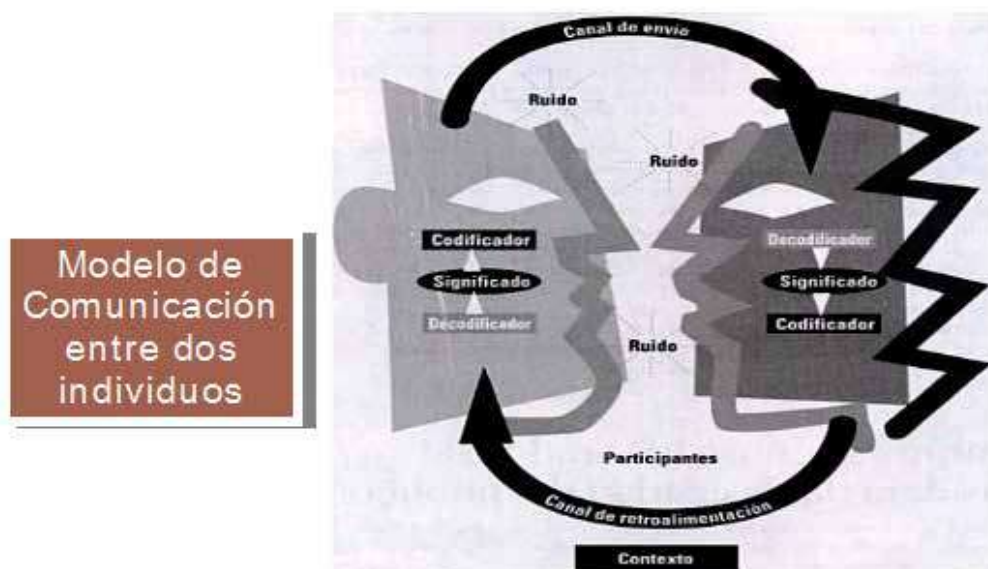 Modelo de
Comunicación
entre dos
individuos
Canal de envío
Ruido
Ruido
Codificador
Significado
Decodificador
Decodificador
Significado
Codificador
Ruido
Participantes
Canal de retroalimentación
Contexto